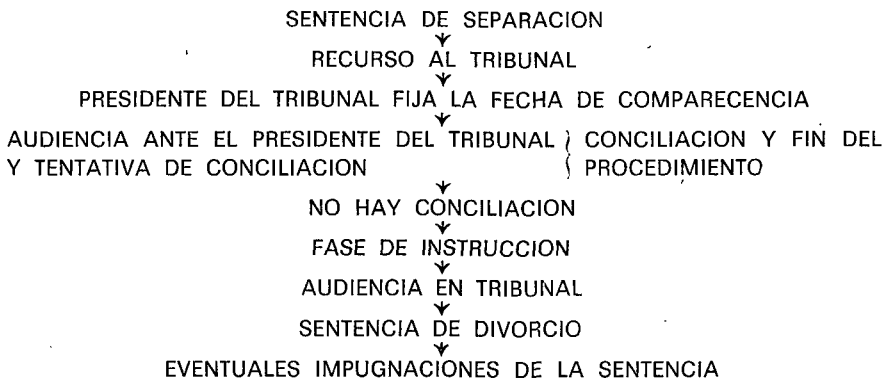 SENTENCIA DE SEPARACION
RECURSO AL TRIBUNAL
PRESIDENTE DEL TRIBUNAL FIJA LA FECHA DE COMPARECENCIA
AUDIENCIA ANTE EL PRESIDENTE DEL TRIBUNAL } CONCILIACION Y FIN DEL
Y TENTATIVA DE CONCILIACION } PROCEDIMIENTO
NO HAY CONCILIACION
FASE DE INSTRUCCION
AUDIENCIA EN TRIBUNAL
SENTENCIA DE DIVORCIO
EVENTUALES IMPUGNACIONES DE LA SENTENCIA